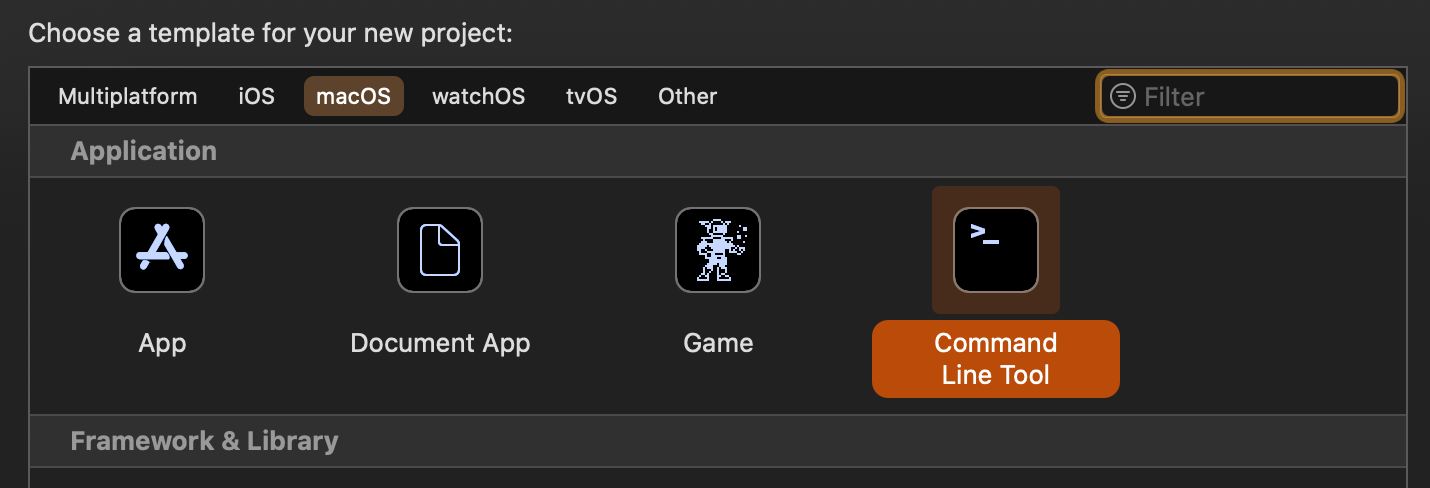 Choose a template for your new project:
Multiplatform iOS macOS watchOS tvOS Other Filter
Application
>_
App Document App Game Command
Line Tool
Framework & Library